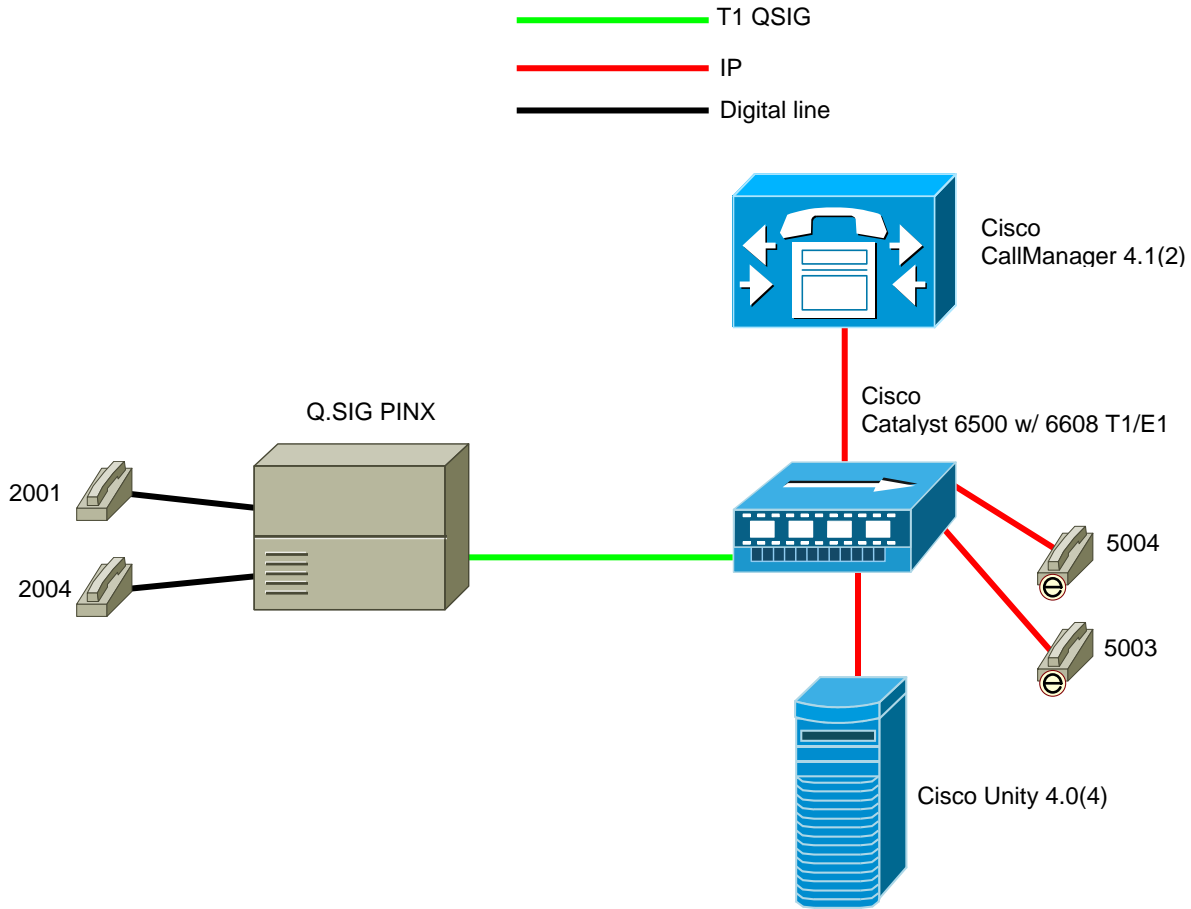 T1 QSIG
IP
Digital line
Cisco
CallManager 4.1(2)
Cisco
Catalyst 6500 w/ 6608 T1/E1
Q.SIG PINX
2001
2004
5004
e
5003
e
Cisco Unity 4.0(4)